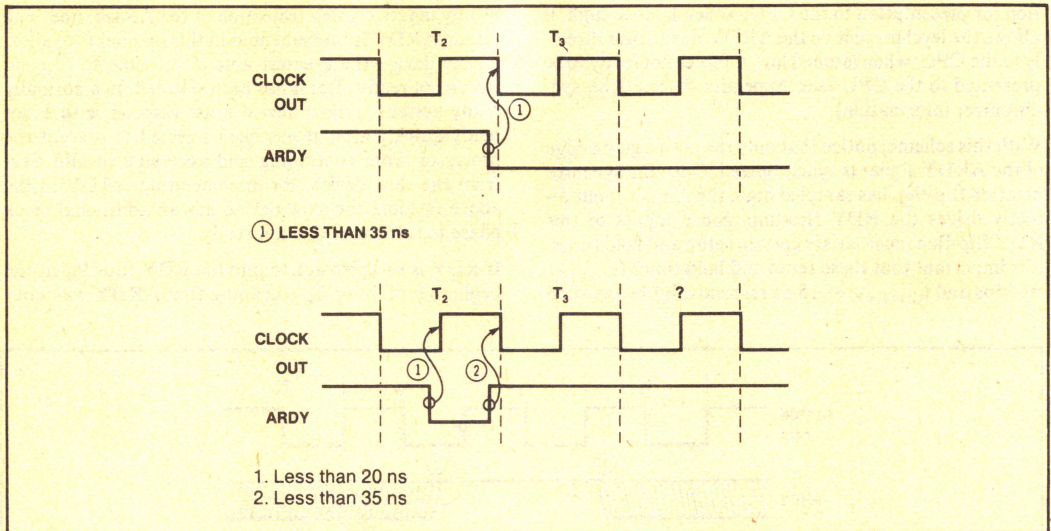 T2 T3
CLOCK
OUT
1
ARDY
1 LESS THAN 35 ns
T2 T3 ?
CLOCK
OUT
1 2
ARDY
1. Less than 20 ns
2. Less than 35 ns